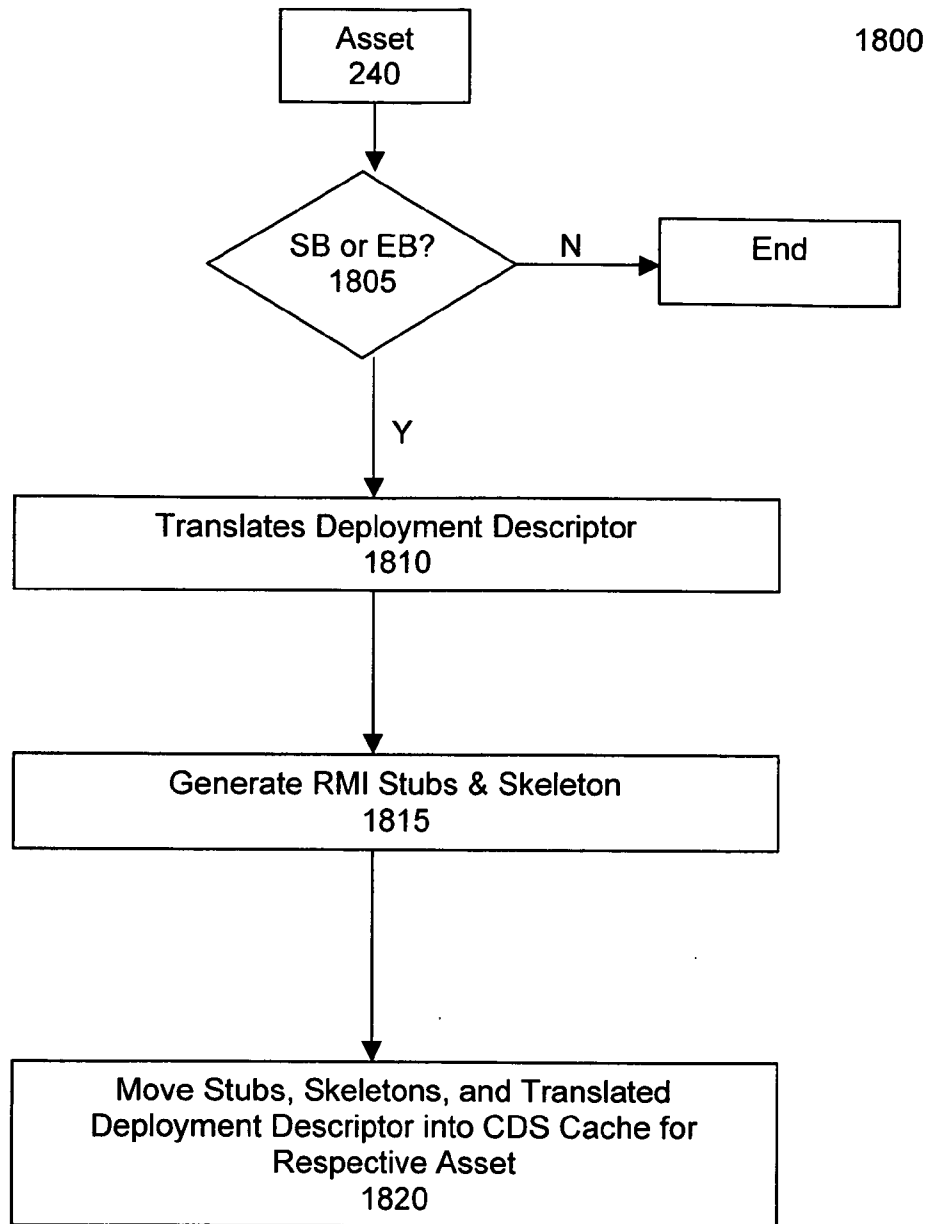 Asset
240
1800
SB or EB?
1805
N
End
Y
Translates Deployment Descriptor
1810
Generate RMI Stubs & Skeleton
1815
Move Stubs, Skeletons, and Translated
Deployment Descriptor into CDS Cache for
Respective Asset
1820